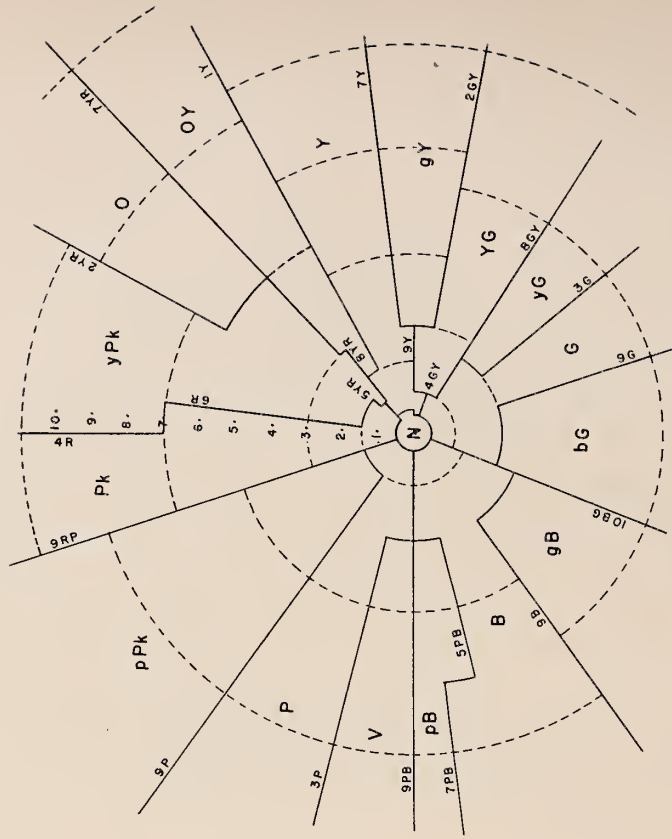 7YR
1Y
O
OY
7Y
2GY
2YR
Y
gY
yPk
YG
8GY
6R
8YR
9Y
yG
3G
10.
9.
8.
7.
6.
5.
4.
3.
2.
.1.
5YR
4GY
G
4R
N
9G
Pk
bG
9RP
10BG
gB
pPk
9B
B
P
5PB
V
pB
9P
3P
9PB
7PB